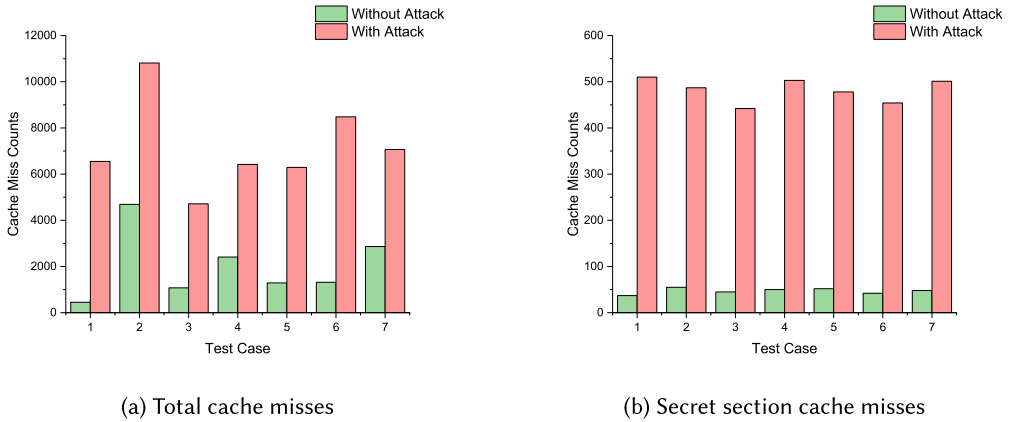 Without Attack
With Attack
12000
10000
8000
6000
4000
2000
0
Cache Miss Counts
1 2 3 4 5 6 7
Test Case
(a) Total cache misses
Without Attack
With Attack
600
500
400
300
200
100
0
Cache Miss Counts
1 2 3 4 5 6 7
Test Case
(b) Secret section cache misses